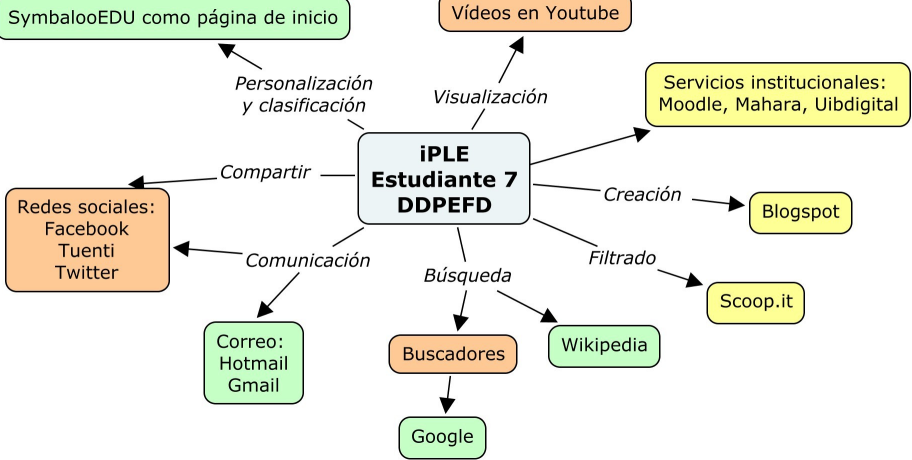 SymbalooEDU como página de inicio
Vídeos en Youtube
Personalización
y clasificación
Visualización
Servicios institucionales:
Moodle, Mahara, Uibdigital
iPLE
Estudiante 7
DDPEFD
Compartir
Creación
Redes sociales:
Facebook
Tuenti
Twitter
Blogspot
Comunicación
Búsqueda
Filtrado
Scoop.it
Correo:
Hotmail
Gmail
Buscadores
Wikipedia
Google